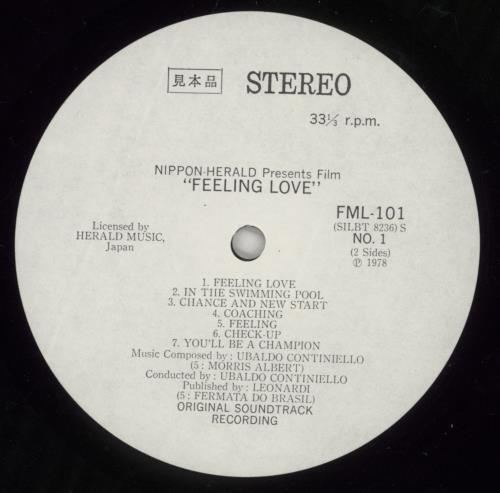 見本品 STEREO
33⅓ r.p.m.
NIPPON-HERALD Presents Film
"FEELING LOVE"
Licensed by
HERALD MUSIC,
Japan
FML-101
(SILBT 8236) S
NO. 1
(2 Sides)
Ⓟ 1978
1. FEELING LOVE
2. IN THE SWIMMING POOL
3. CHANCE AND NEW START
4. COACHING
5. FEELING
6. CHECK-UP
7. YOU'LL BE A CHAMPION
Music Composed by : UBALDO CONTINIELLO
(5 : MORRIS ALBERT)
Conducted by : UBALDO CONTINIELLO
Published by : LEONARDI
(5 : FERMATA DO BRASIL)
ORIGINAL SOUNDTRACK
RECORDING